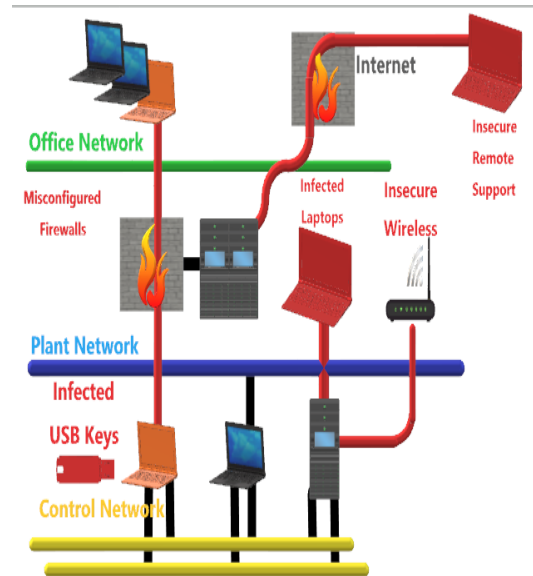 Internet
Insecure
Remote
Support
Office Network
Misconfigured
Firewalls
Infected
Laptops
Insecure
Wireless
Plant Network
Infected
USB Keys
Control Network